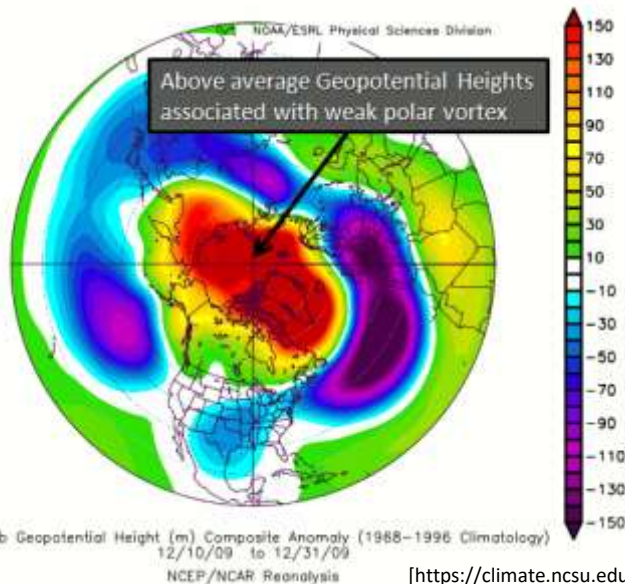 NOAA/ESRL Physical Sciences Division
Above average Geopotential Heights
associated with weak polar vortex
150
130
110
90
70
50
30
10
-10
-30
-50
-70
-90
-110
-130
-150
b Geopotential Height (m) Composite Anomaly (1968-1996 Climatology)
12/10/09 to 12/31/09
NCEP/NCAR Reanalysis
[https://climate.ncsu.edu